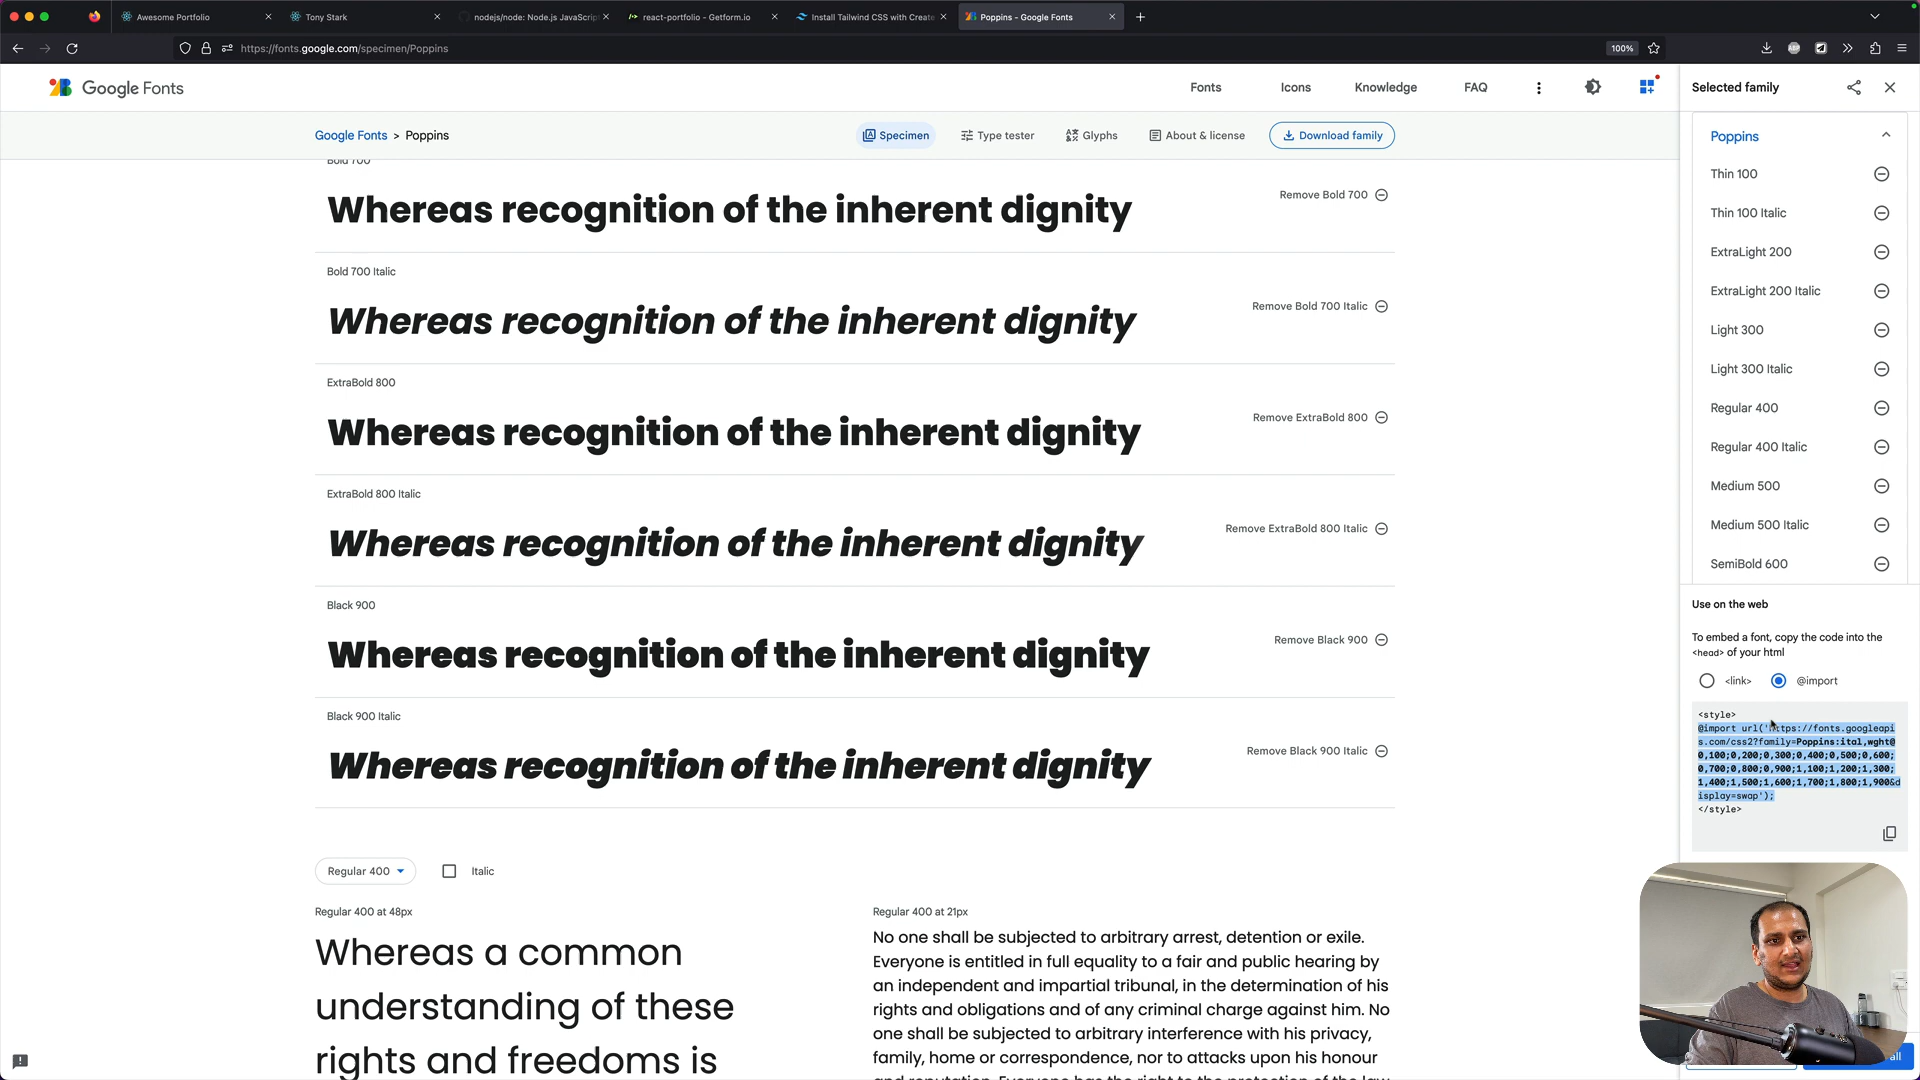 Awesome Portfolio
Tony Stark
nodejs/node: Node.js JavaScript
react-portfolio - Getform.io
Install Tailwind CSS with Create
Poppins - Google Fonts
https://fonts.google.com/specimen/Poppins
100%
Google Fonts
Fonts
Icons
Knowledge
FAQ
Selected family
Google Fonts > Poppins
Specimen
Type tester
Glyphs
About & license
Download family
Bold 700
Whereas recognition of the inherent dignity
Remove Bold 700
Bold 700 Italic
Whereas recognition of the inherent dignity
Remove Bold 700 Italic
ExtraBold 800
Whereas recognition of the inherent dignity
Remove ExtraBold 800
ExtraBold 800 Italic
Whereas recognition of the inherent dignity
Remove ExtraBold 800 Italic
Black 900
Whereas recognition of the inherent dignity
Remove Black 900
Black 900 Italic
Whereas recognition of the inherent dignity
Remove Black 900 Italic
Regular 400
Italic
Regular 400 at 48px
Whereas a common
understanding of these
rights and freedoms is
Regular 400 at 21px
No one shall be subjected to arbitrary arrest, detention or exile.
Everyone is entitled in full equality to a fair and public hearing by
an independent and impartial tribunal, in the determination of his
rights and obligations and of any criminal charge against him. No
one shall be subjected to arbitrary interference with his privacy,
family, home or correspondence, nor to attacks upon his honour
and reputation. Everyone has the right to the protection of the law
Poppins
Thin 100
Thin 100 Italic
ExtraLight 200
ExtraLight 200 Italic
Light 300
Light 300 Italic
Regular 400
Regular 400 Italic
Medium 500
Medium 500 Italic
SemiBold 600
Use on the web
To embed a font, copy the code into the
<head> of your html
<link>
@import
<style>
@import url('https://fonts.googleapi
s.com/css2?family=Poppins:ital,wght@
0,100;0,200;0,300;0,400;0,500;0,600;
0,700;0,800;0,900;1,100;1,200;1,300;
1,400;1,500;1,600;1,700;1,800;1,900&d
isplay=swap');
</style>
all